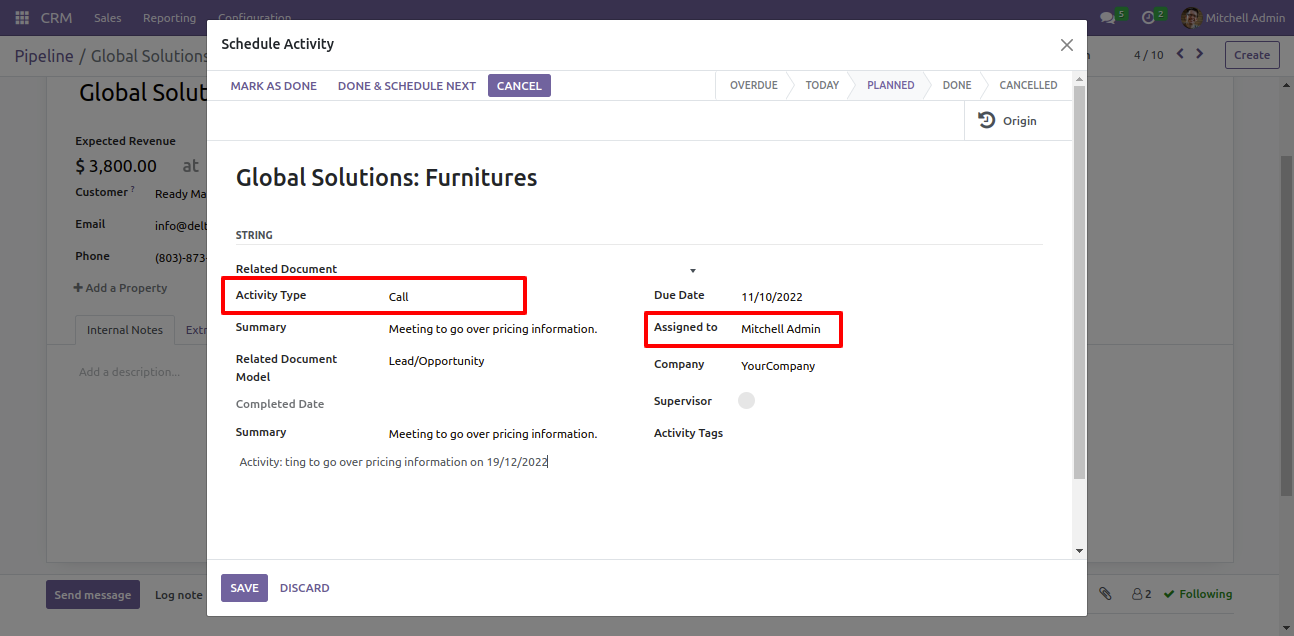 CRM Sales Reporting Configuration 5 2 Mitchell Admin
Pipeline / Global Solutions 4 / 10 Create
Schedule Activity
MARK AS DONE DONE & SCHEDULE NEXT CANCEL OVERDUE TODAY PLANNED DONE CANCELLED
Global Solut
Origin
Expected Revenue
$ 3,800.00 at
Customer ? Ready Ma
Email info@delt
Phone (803)-873-
Add a Property
Internal Notes Extr
Add a description...
Global Solutions: Furnitures
STRING
Related Document
Activity Type Call Due Date 11/10/2022
Summary Meeting to go over pricing information. Assigned to Mitchell Admin
Related Document Model Lead/Opportunity Company YourCompany
Completed Date Supervisor
Summary Meeting to go over pricing information. Activity Tags
Activity: ting to go over pricing information on 19/12/2022
SAVE DISCARD
Send message Log note 2 Following